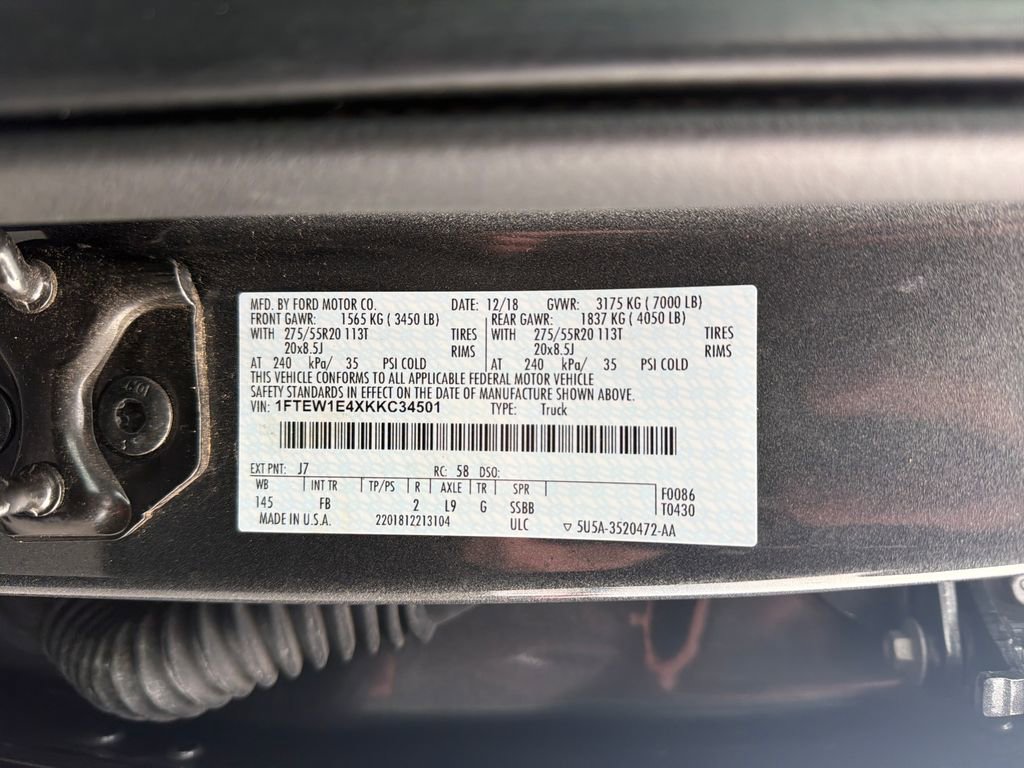 MFD. BY FORD MOTOR CO. DATE: 12/18 GVWR: 3175 KG ( 7000 LB)
FRONT GAWR: 1565 KG ( 3450 LB) REAR GAWR: 1837 KG ( 4050 LB)
WITH 275/55R20 113T TIRES WITH 275/55R20 113T TIRES
20x8.5J RIMS 20x8.5J RIMS
AT 240 kPa/ 35 PSI COLD AT 240 kPa/ 35 PSI COLD
THIS VEHICLE CONFORMS TO ALL APPLICABLE FEDERAL MOTOR VEHICLE
SAFETY STANDARDS IN EFFECT ON THE DATE OF MANUFACTURE SHOWN ABOVE.
VIN: 1FTEW1E4XKKC34501 TYPE: Truck
EXT PNT: J7 RC: 58 DSO:
WB INT TR TP/PS R AXLE TR SPR F0086
145 FB 2 L9 G SSBB T0430
MADE IN U.S.A. 2201812213104 ULC ▽ 5U5A-3520472-AA